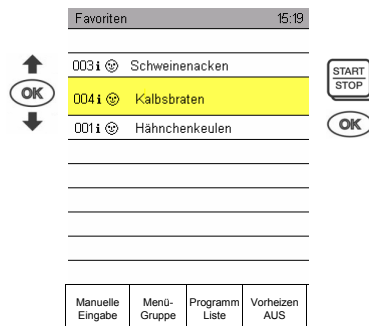 Favoriten 15:19
003 i Schweinenacken
004 i Kalbsbraten
001 i Hähnchenkeulen
OK
START
STOP
OK
Manuelle Eingabe
Menü-Gruppe
Programm Liste
Vorheizen AUS